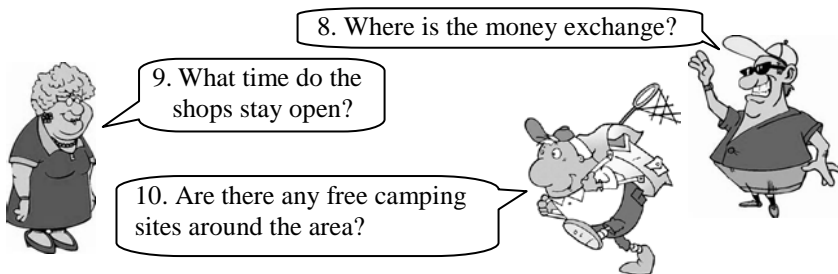 8. Where is the money exchange?
9. What time do the
shops stay open?
10. Are there any free camping
sites around the area?